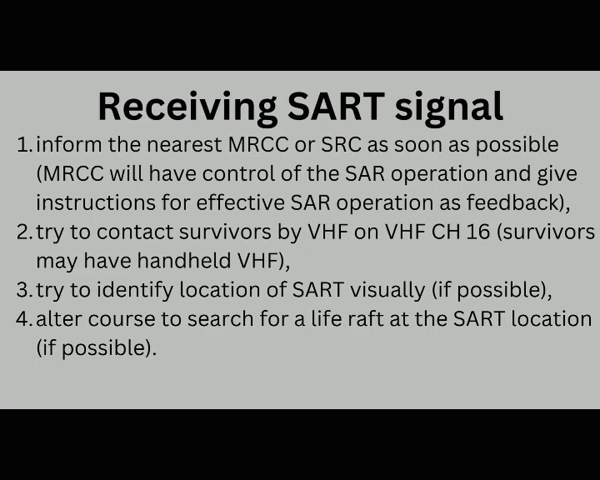 Receiving SART signal
1. inform the nearest MRCC or SRC as soon as possible
(MRCC will have control of the SAR operation and give
instructions for effective SAR operation as feedback),
2. try to contact survivors by VHF on VHF CH 16 (survivors
may have handheld VHF),
3. try to identify location of SART visually (if possible),
4. alter course to search for a life raft at the SART location
(if possible).